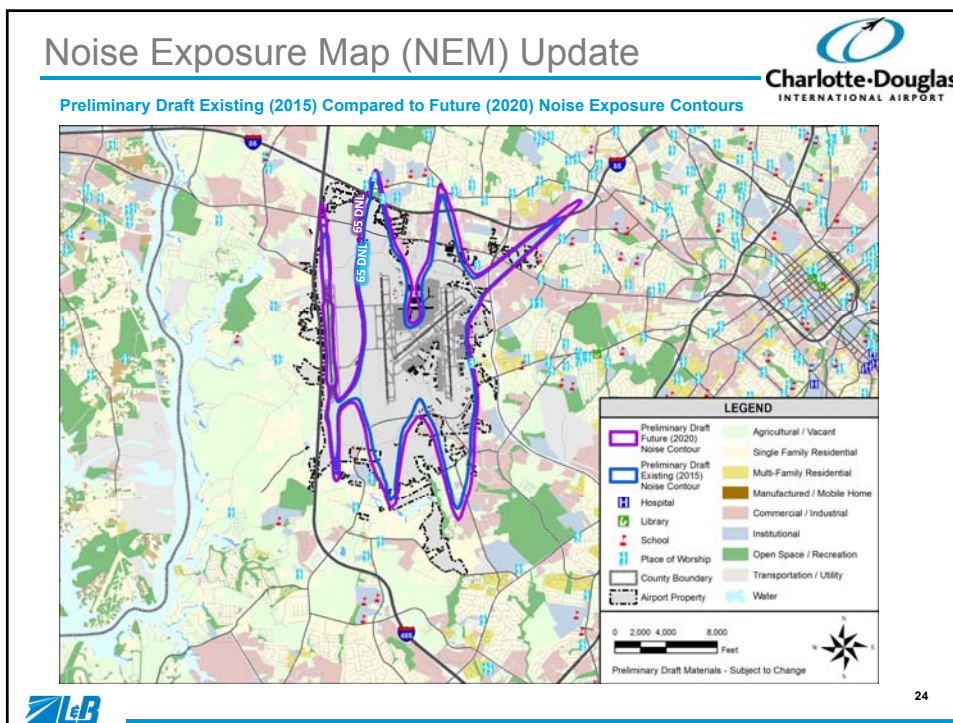 Noise Exposure Map (NEM) Update
Charlotte•Douglas
INTERNATIONAL AIRPORT
Preliminary Draft Existing (2015) Compared to Future (2020) Noise Exposure Contours
85
85
65 DNL
65 DNL
485
H
H
LEGEND
Preliminary Draft
Future (2020)
Noise Contour
Preliminary Draft
Existing (2015)
Noise Contour
H Hospital
Library
School
Place of Worship
County Boundary
Airport Property
Agricultural / Vacant
Single Family Residential
Multi-Family Residential
Manufactured / Mobile Home
Commercial / Industrial
Institutional
Open Space / Recreation
Transportation / Utility
Water
0 2,000 4,000 8,000
Feet
N
W E
S
Preliminary Draft Materials - Subject to Change
L&B
24